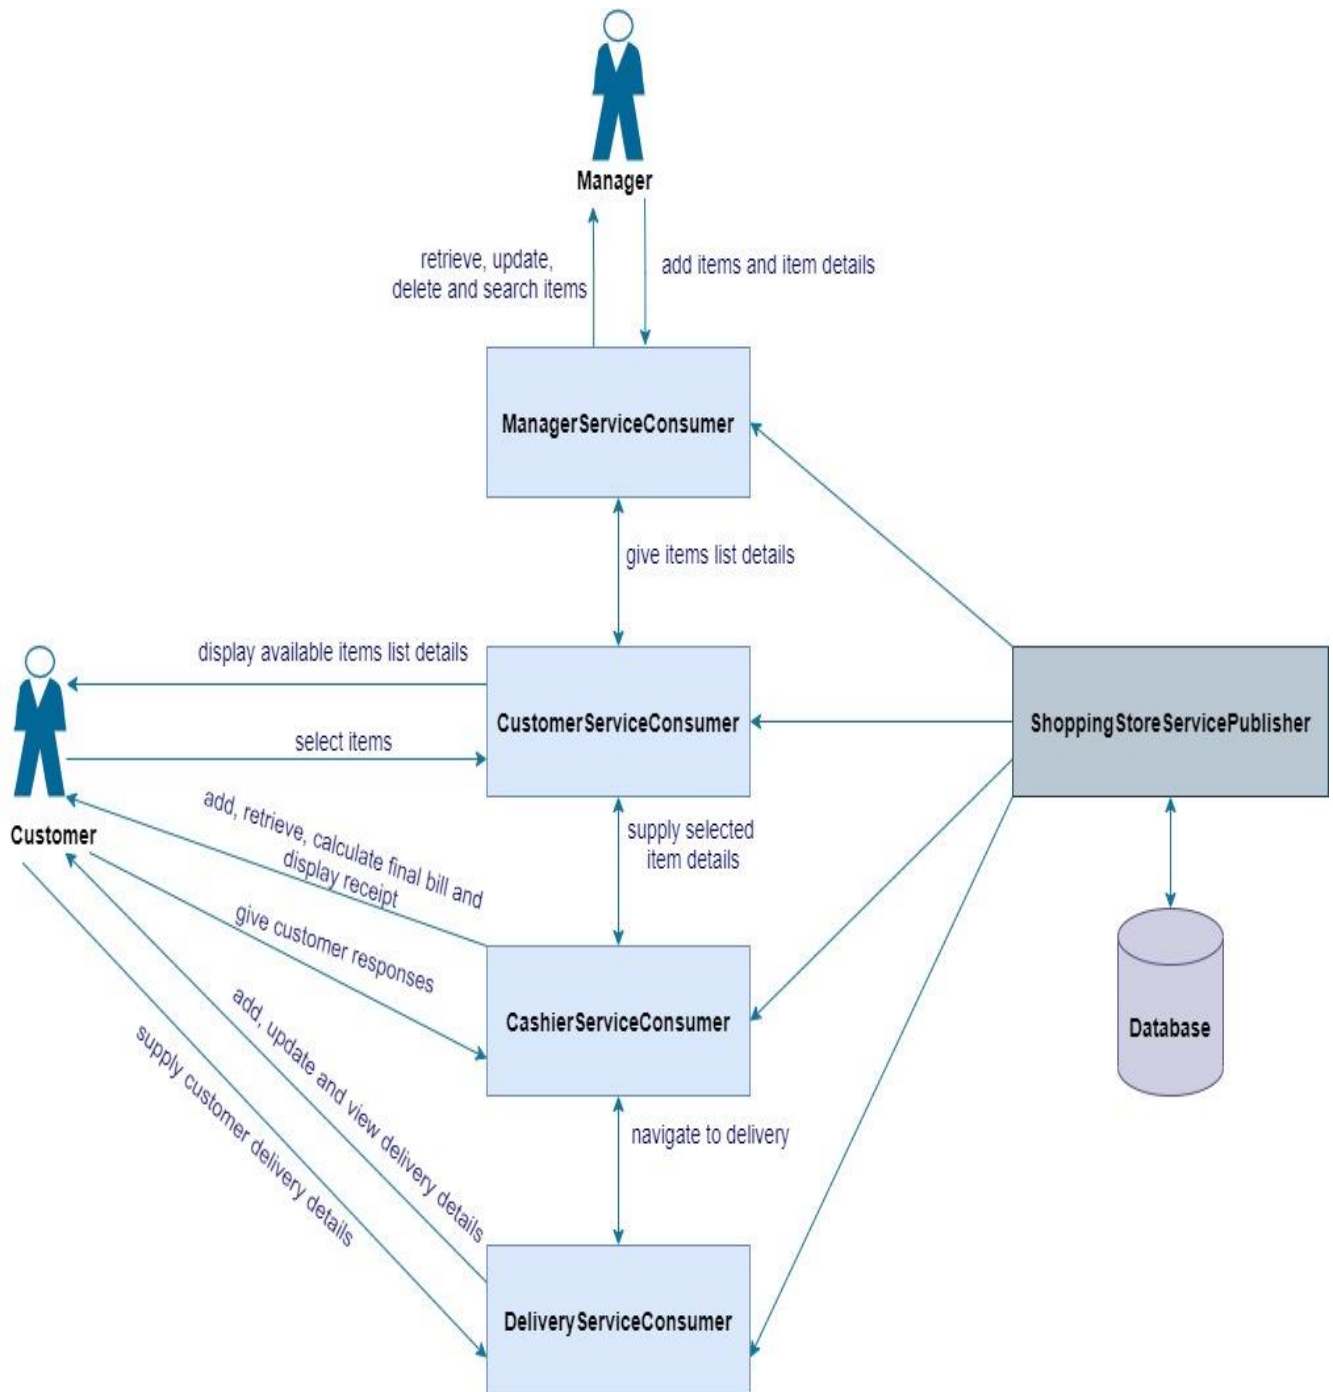 Manager
retrieve, update,
delete and search items
add items and item details
ManagerServiceConsumer
give items list details
display available items list details
CustomerServiceConsumer
ShoppingStoreServicePublisher
select items
Customer
add, retrieve, calculate final bill and
display receipt
supply selected
item details
give customer responses
CashierServiceConsumer
Database
add, update and view delivery details
supply customer delivery details
navigate to delivery
DeliveryServiceConsumer